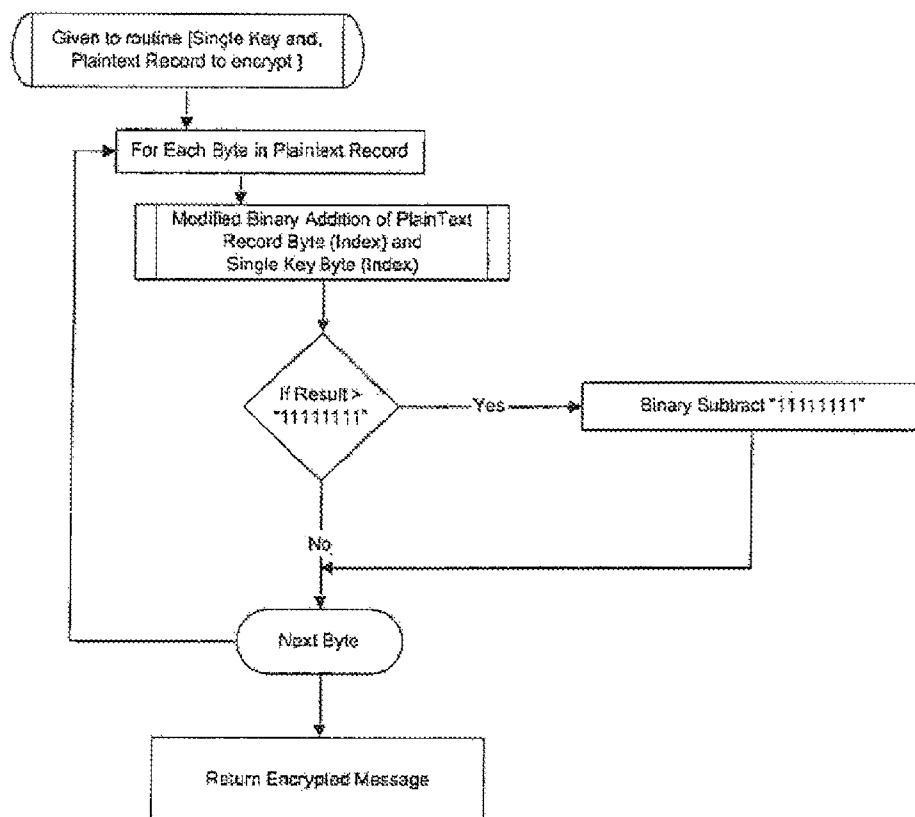 Given to routine [Single Key and,
Plaintext Record to encrypt ]
For Each Byte in Plaintext Record
Modified Binary Addition of PlainText
Record Byte (Index) and
Single Key Byte (Index)
If Result >
"11111111"
Yes
Binary Subtract "11111111"
No
Next Byte
Return Encrypted Message